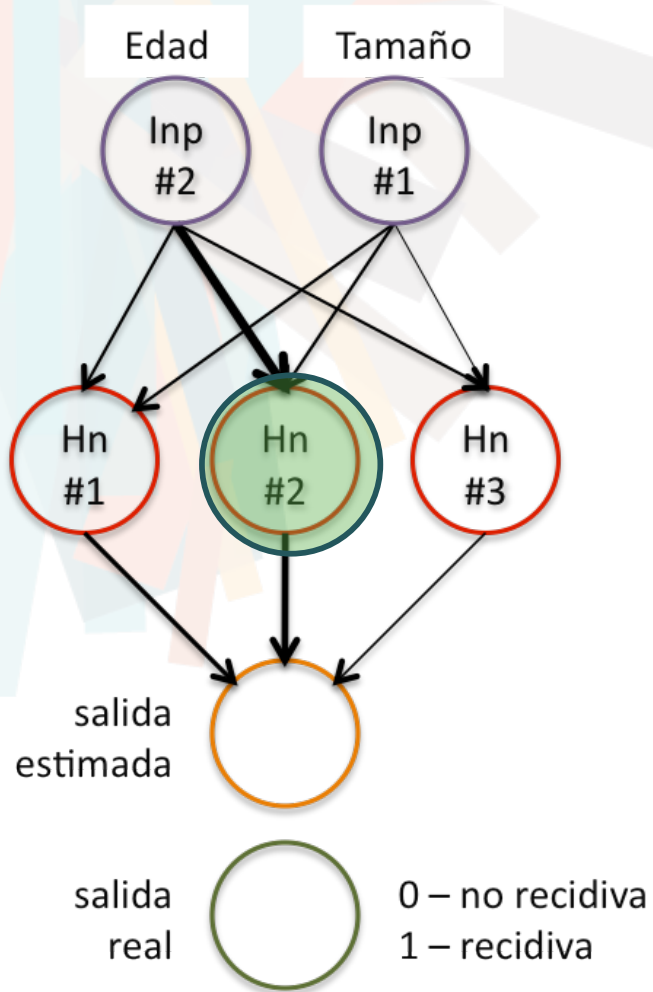 Edad
Tamaño
Inp
#2
Inp
#1
Hn
#1
Hn
#2
Hn
#3
salida
estimada
salida
real
0 – no recidiva
1 – recidiva